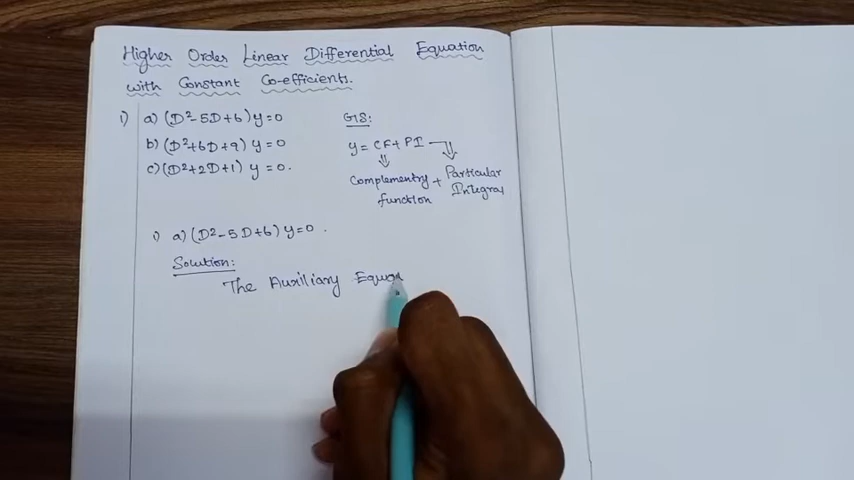 Higher Order Linear Differential Equation
with Constant Co-efficients.
1) a) (D²-5D+6)y=0
b) (D²+6D+9)y=0
c) (D²+2D+1)y=0.
GS:
y = CF + PI
Complementry + Particular
function Integral
1) a) (D²-5D+6)y=0.
Solution:
The Auxiliary Equa